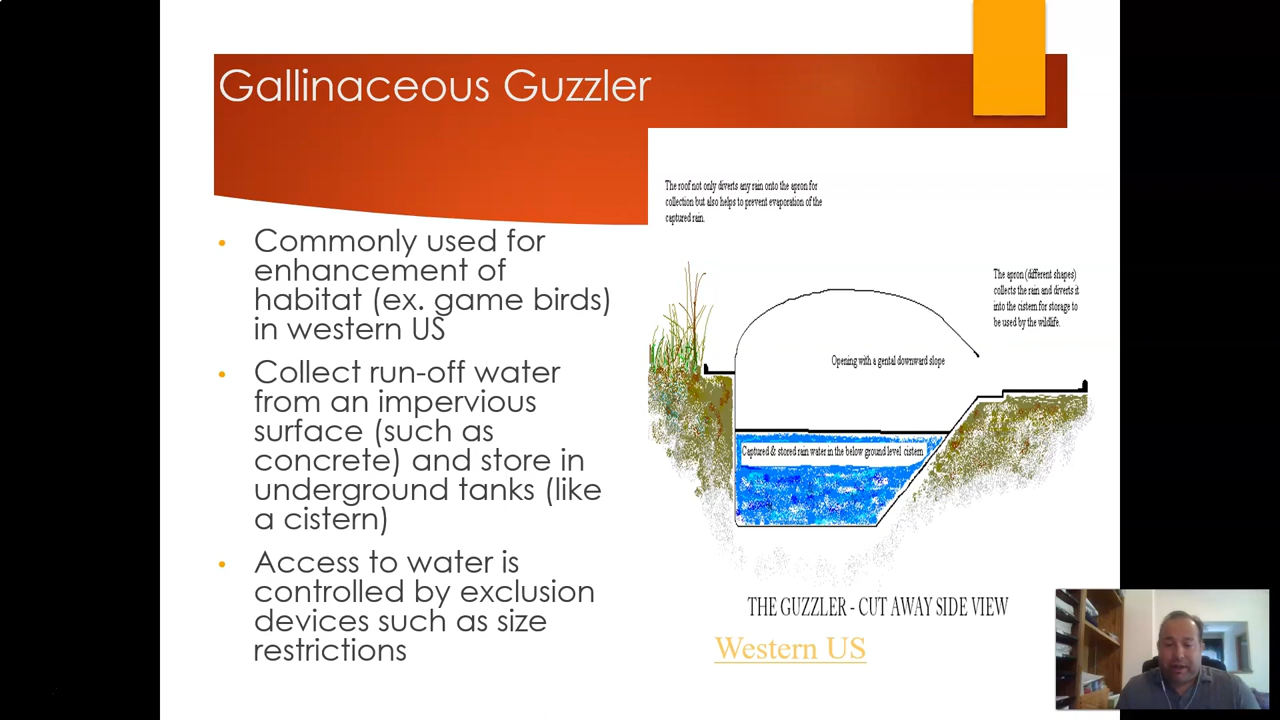 Gallinaceous Guzzler
• Commonly used for
enhancement of
habitat (ex. game birds)
in western US
• Collect run-off water
from an impervious
surface (such as
concrete) and store in
underground tanks (like
a cistern)
• Access to water is
controlled by exclusion
devices such as size
restrictions
The roof not only diverts any rain onto the apron for
collection but also helps to prevent evaporation of the
captured rain.
The apron (different shapes)
collects the rain and diverts it
into the cistern for storage to
be used by the wildlife.
Opening with a gental downward slope
Captured & stored rain water in the below ground level cistern
THE GUZZLER - CUT AWAY SIDE VIEW
Western US